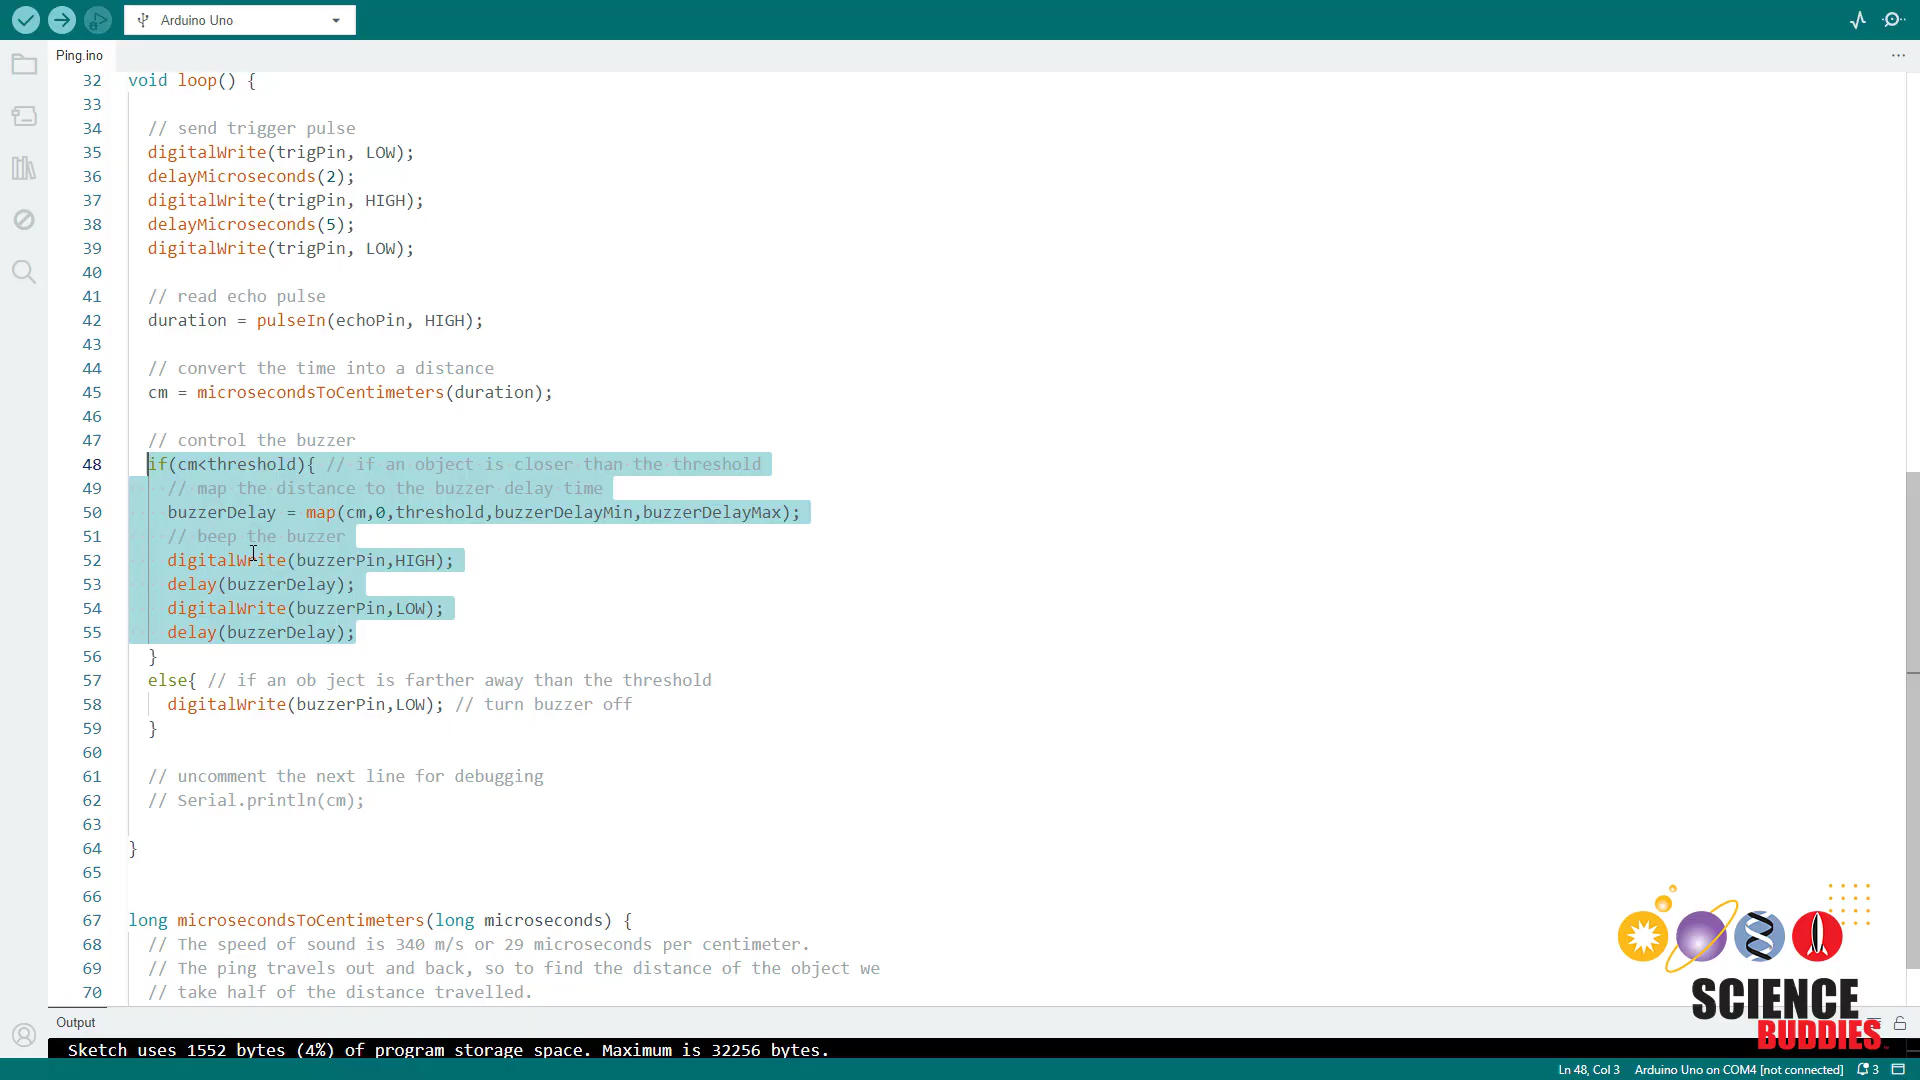 Arduino Uno
Ping.ino
32 void loop() {
33
34 // send trigger pulse
35 digitalWrite(trigPin, LOW);
36 delayMicroseconds(2);
37 digitalWrite(trigPin, HIGH);
38 delayMicroseconds(5);
39 digitalWrite(trigPin, LOW);
40
41 // read echo pulse
42 duration = pulseIn(echoPin, HIGH);
43
44 // convert the time into a distance
45 cm = microsecondsToCentimeters(duration);
46
47 // control the buzzer
48 if(cm<threshold){ // if an object is closer than the threshold
49 // map the distance to the buzzer delay time
50 buzzerDelay = map(cm,0,threshold,buzzerDelayMin,buzzerDelayMax);
51 // beep the buzzer
52 digitalWrite(buzzerPin,HIGH);
53 delay(buzzerDelay);
54 digitalWrite(buzzerPin,LOW);
55 delay(buzzerDelay);
56 }
57 else{ // if an ob ject is farther away than the threshold
58 digitalWrite(buzzerPin,LOW); // turn buzzer off
59 }
60
61 // uncomment the next line for debugging
62 // Serial.println(cm);
63
64 }
65
66
67 long microsecondsToCentimeters(long microseconds) {
68 // The speed of sound is 340 m/s or 29 microseconds per centimeter.
69 // The ping travels out and back, so to find the distance of the object we
70 // take half of the distance travelled.
SCIENCE
BUDDIES
Output
Sketch uses 1552 bytes (4%) of program storage space. Maximum is 32256 bytes.
Ln 48, Col 3 Arduino Uno on COM4 [not connected] 3